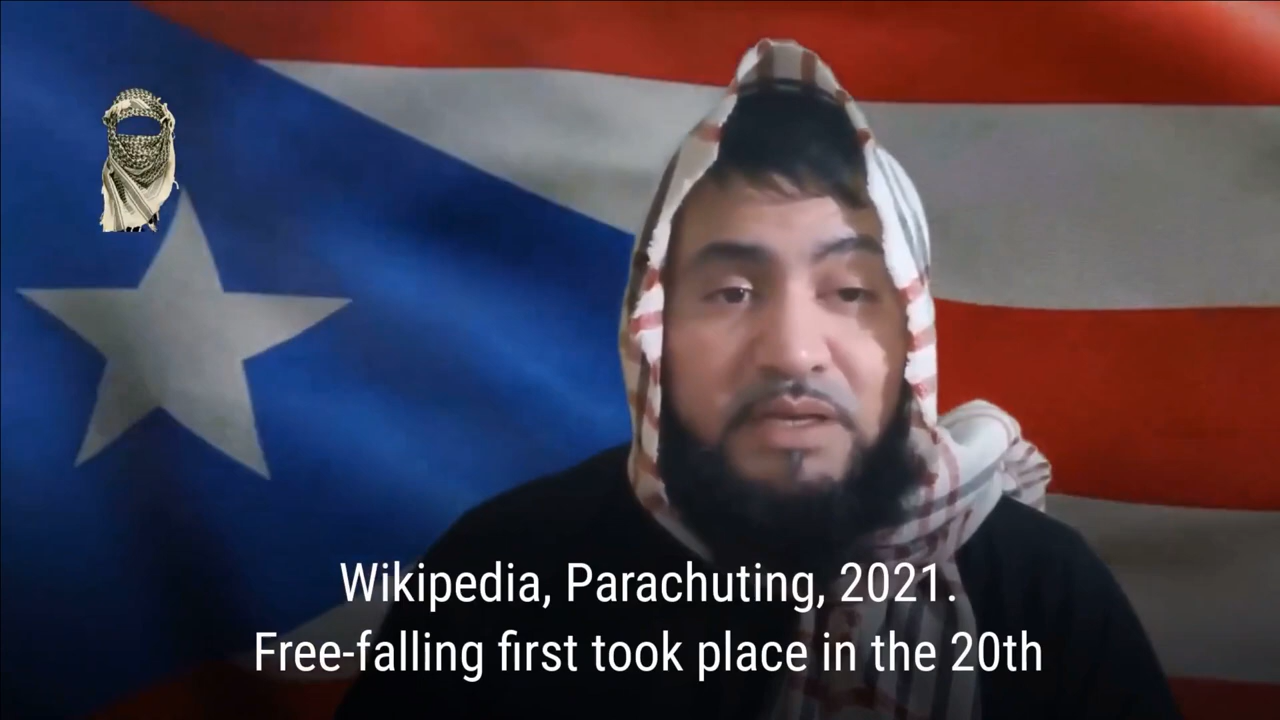 Wikipedia, Parachuting, 2021.
Free-falling first took place in the 20th